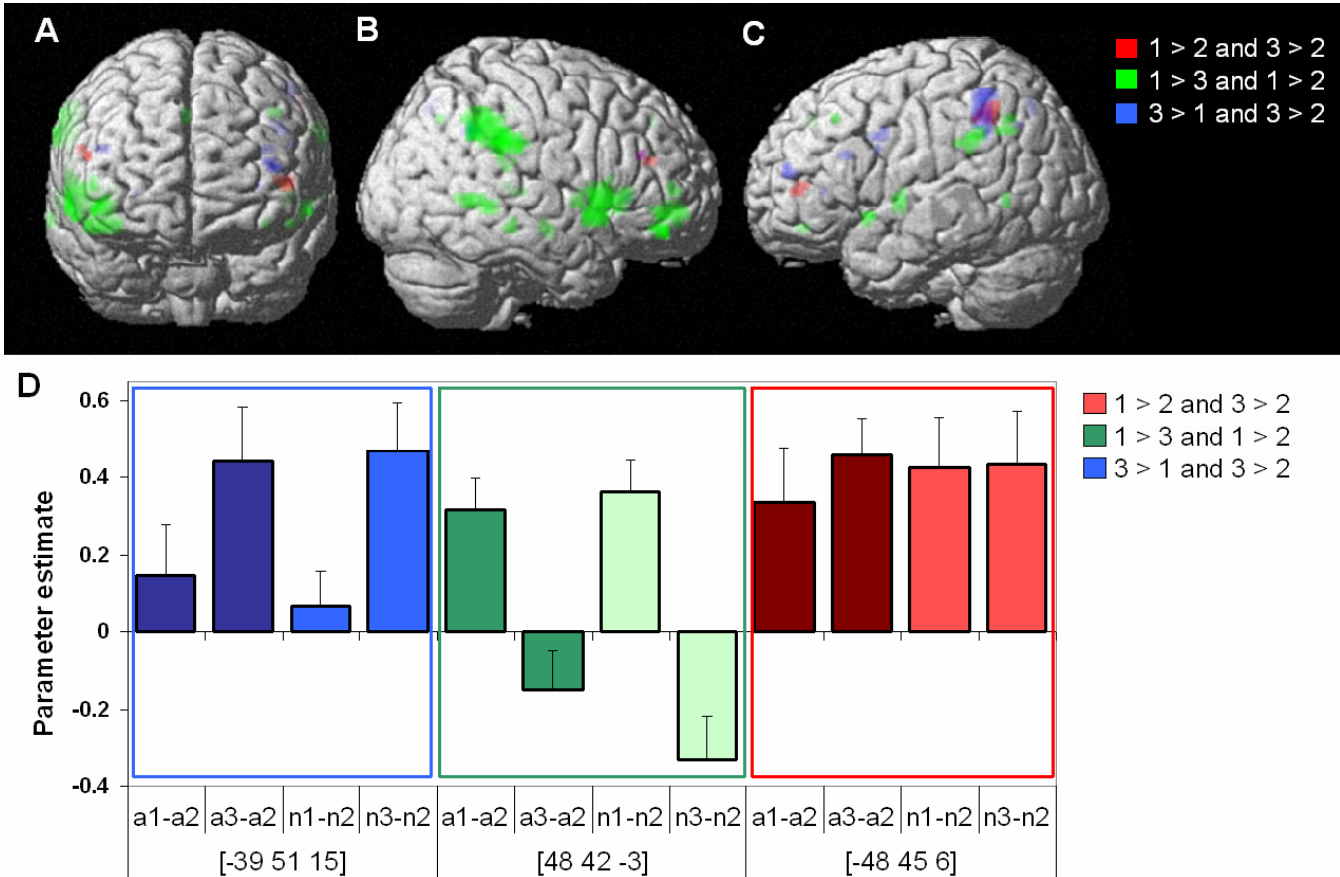 A
B
C
1 > 2 and 3 > 2
1 > 3 and 1 > 2
3 > 1 and 3 > 2
D
Parameter estimate
0.6
0.4
0.2
0
-0.2
-0.4
1 > 2 and 3 > 2
1 > 3 and 1 > 2
3 > 1 and 3 > 2
a1-a2 a3-a2 n1-n2 n3-n2 a1-a2 a3-a2 n1-n2 n3-n2 a1-a2 a3-a2 n1-n2 n3-n2
[-39 51 15] [48 42 -3] [-48 45 6]